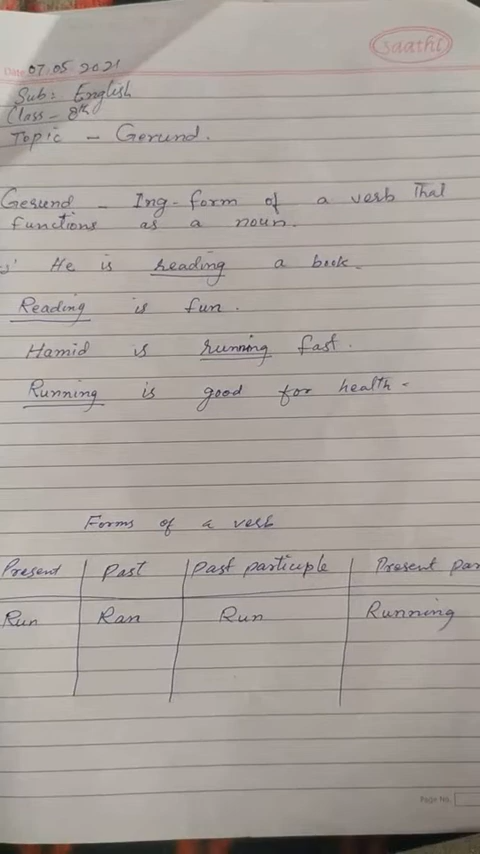 saathi
Date: 07.05.2021
Sub: English
Class - 8th
Topic - Gerund.
Gerund - Ing-form of a verb That
functions as a noun.
He is reading a book.
Reading is fun.
Hamid is running fast.
Running is good for health.
Forms of a verb
Present Past Past participle Present par
Run Ran Run Running
Page No.